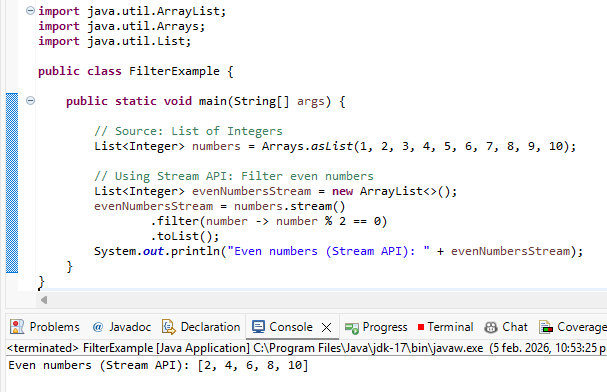 import java.util.ArrayList;
import java.util.Arrays;
import java.util.List;
public class FilterExample {
public static void main(String[] args) {
// Source: List of Integers
List<Integer> numbers = Arrays.asList(1, 2, 3, 4, 5, 6, 7, 8, 9, 10);
// Using Stream API: Filter even numbers
List<Integer> evenNumbersStream = new ArrayList<>();
evenNumbersStream = numbers.stream()
.filter(number -> number % 2 == 0)
.toList();
System.out.println("Even numbers (Stream API): " + evenNumbersStream);
}
}
Problems @ Javadoc Declaration Console Progress Terminal Chat Coverage
<terminated> FilterExample [Java Application] C:\Program Files\Java\jdk-17\bin\javaw.exe (5 feb. 2026, 10:53:25 p
Even numbers (Stream API): [2, 4, 6, 8, 10]